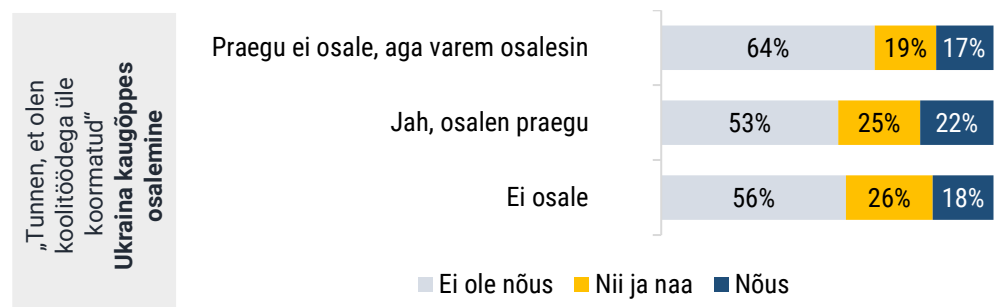 „Tunnen, et olen
koolitöödega üle
koormatud“
Ukraina kaugõppes
osalemine
Praegu ei osale, aga varem osalesin
64% 19% 17%
Jah, osalen praegu
53% 25% 22%
Ei osale
56% 26% 18%
Ei ole nõus Nii ja naa Nõus